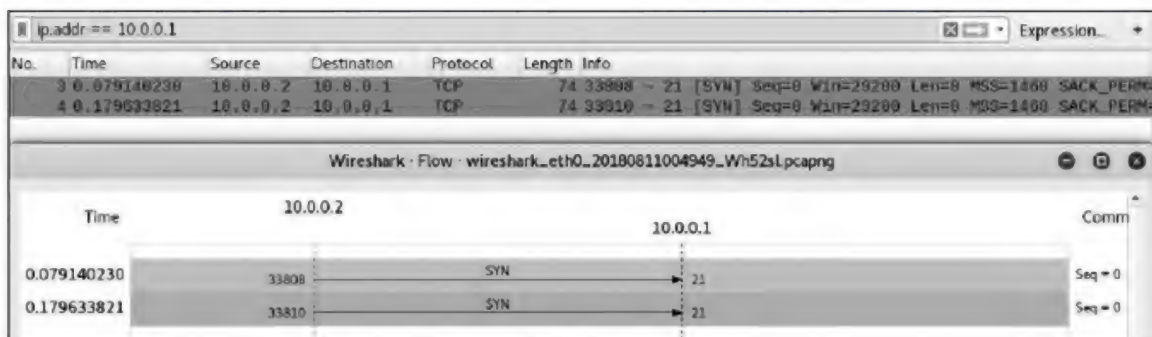 ip.addr == 10.0.0.1 Expression... +
No. Time Source Destination Protocol Length Info
3 0.079140230 10.0.0.2 10.0.0.1 TCP 74 33808 → 21 [SYN] Seq=0 Win=29200 Len=0 MSS=1460 SACK_PERM=
4 0.179633821 10.0.0.2 10.0.0.1 TCP 74 33810 → 21 [SYN] Seq=0 Win=29200 Len=0 MSS=1460 SACK_PERM=
Wireshark · Flow · wireshark_eth0_20180811004949_Wh52sl.pcapng
Time 10.0.0.2 10.0.0.1 Comm
0.079140230 33808 SYN 21 Seq = 0
0.179633821 33810 SYN 21 Seq = 0